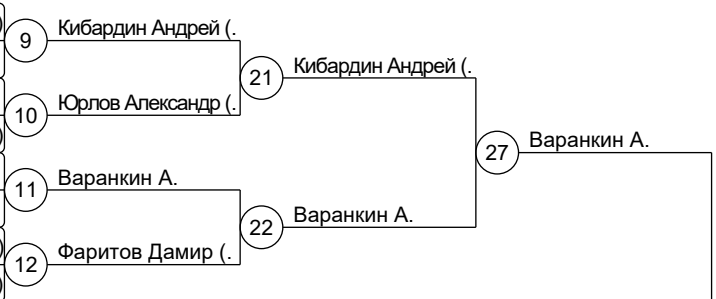 9
Кибардин Андрей (.
21
Кибардин Андрей (.
10
Юрлов Александр (.
27
Варанкин А.
11
Варанкин А.
22
Варанкин А.
12
Фаритов Дамир (.